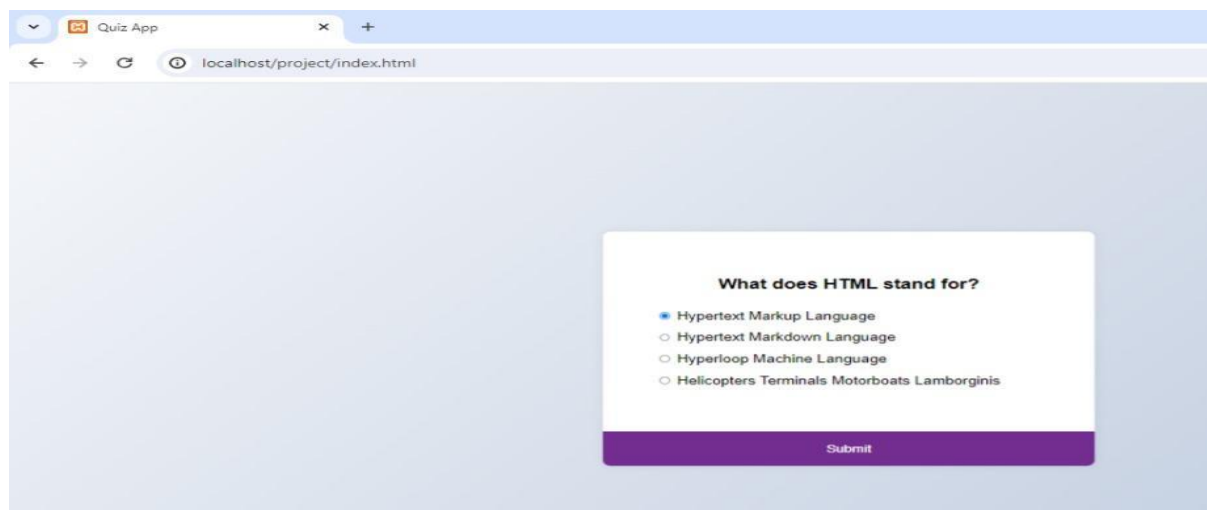 Quiz App
localhost/project/index.html
What does HTML stand for?
Hypertext Markup Language
Hypertext Markdown Language
Hyperloop Machine Language
Helicopters Terminals Motorboats Lamborginis
Submit